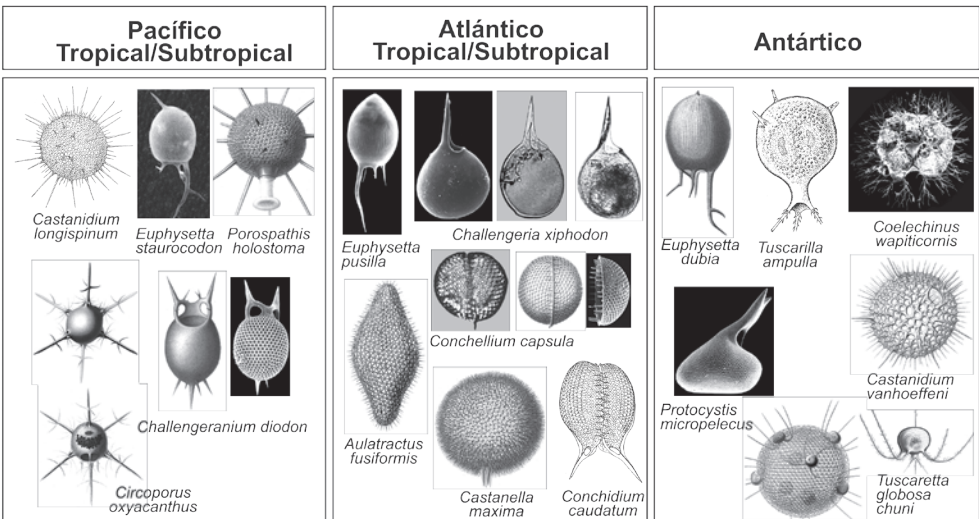 Pacífico
Tropical/Subtropical
Atlántico
Tropical/Subtropical
Antártico
Castanidium
longispinum
Euphysetta
staurocodon
Porospathis
holostoma
Challengeranium diodon
Circoporus
oxyacanthus
Euphysetta
pusilla
Challengeria xiphodon
Conchellium capsula
Aulatractus
fusiformis
Castanella
maxima
Conchidium
caudatum
Euphysetta
dubia
Tuscarilla
ampulla
Coelechinus
wapiticornis
Protocystis
micropelecus
Castanidium
vanhoeffeni
Tuscaretta
globosa
chuni